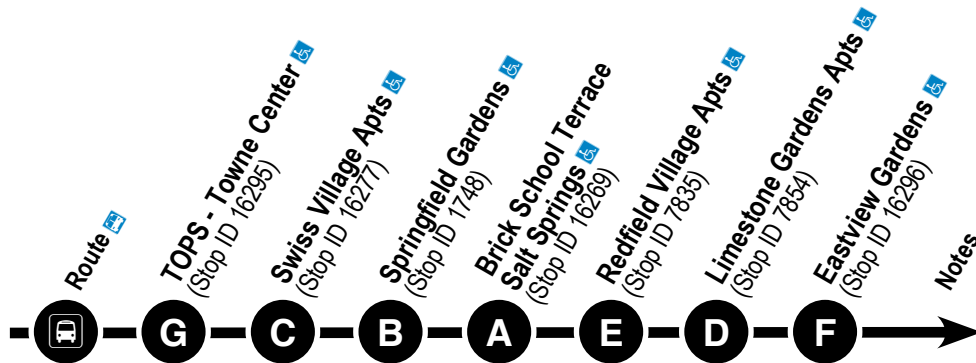 Route
TOPS - Towne Center
(Stop ID 16295)
Swiss Village Apts
(Stop ID 16277)
Springfield Gardens
(Stop ID 1748)
Brick School Terrace
Salt Springs
(Stop ID 16269)
Redfield Village Apts
(Stop ID 7835)
Limestone Gardens Apts
(Stop ID 7854)
Eastview Gardens
(Stop ID 16296)
Notes
G
C
B
A
E
D
F